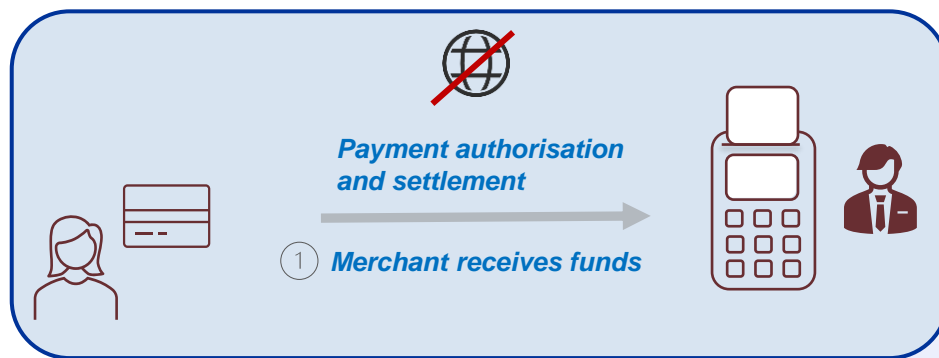 Payment authorisation
and settlement
1 Merchant receives funds